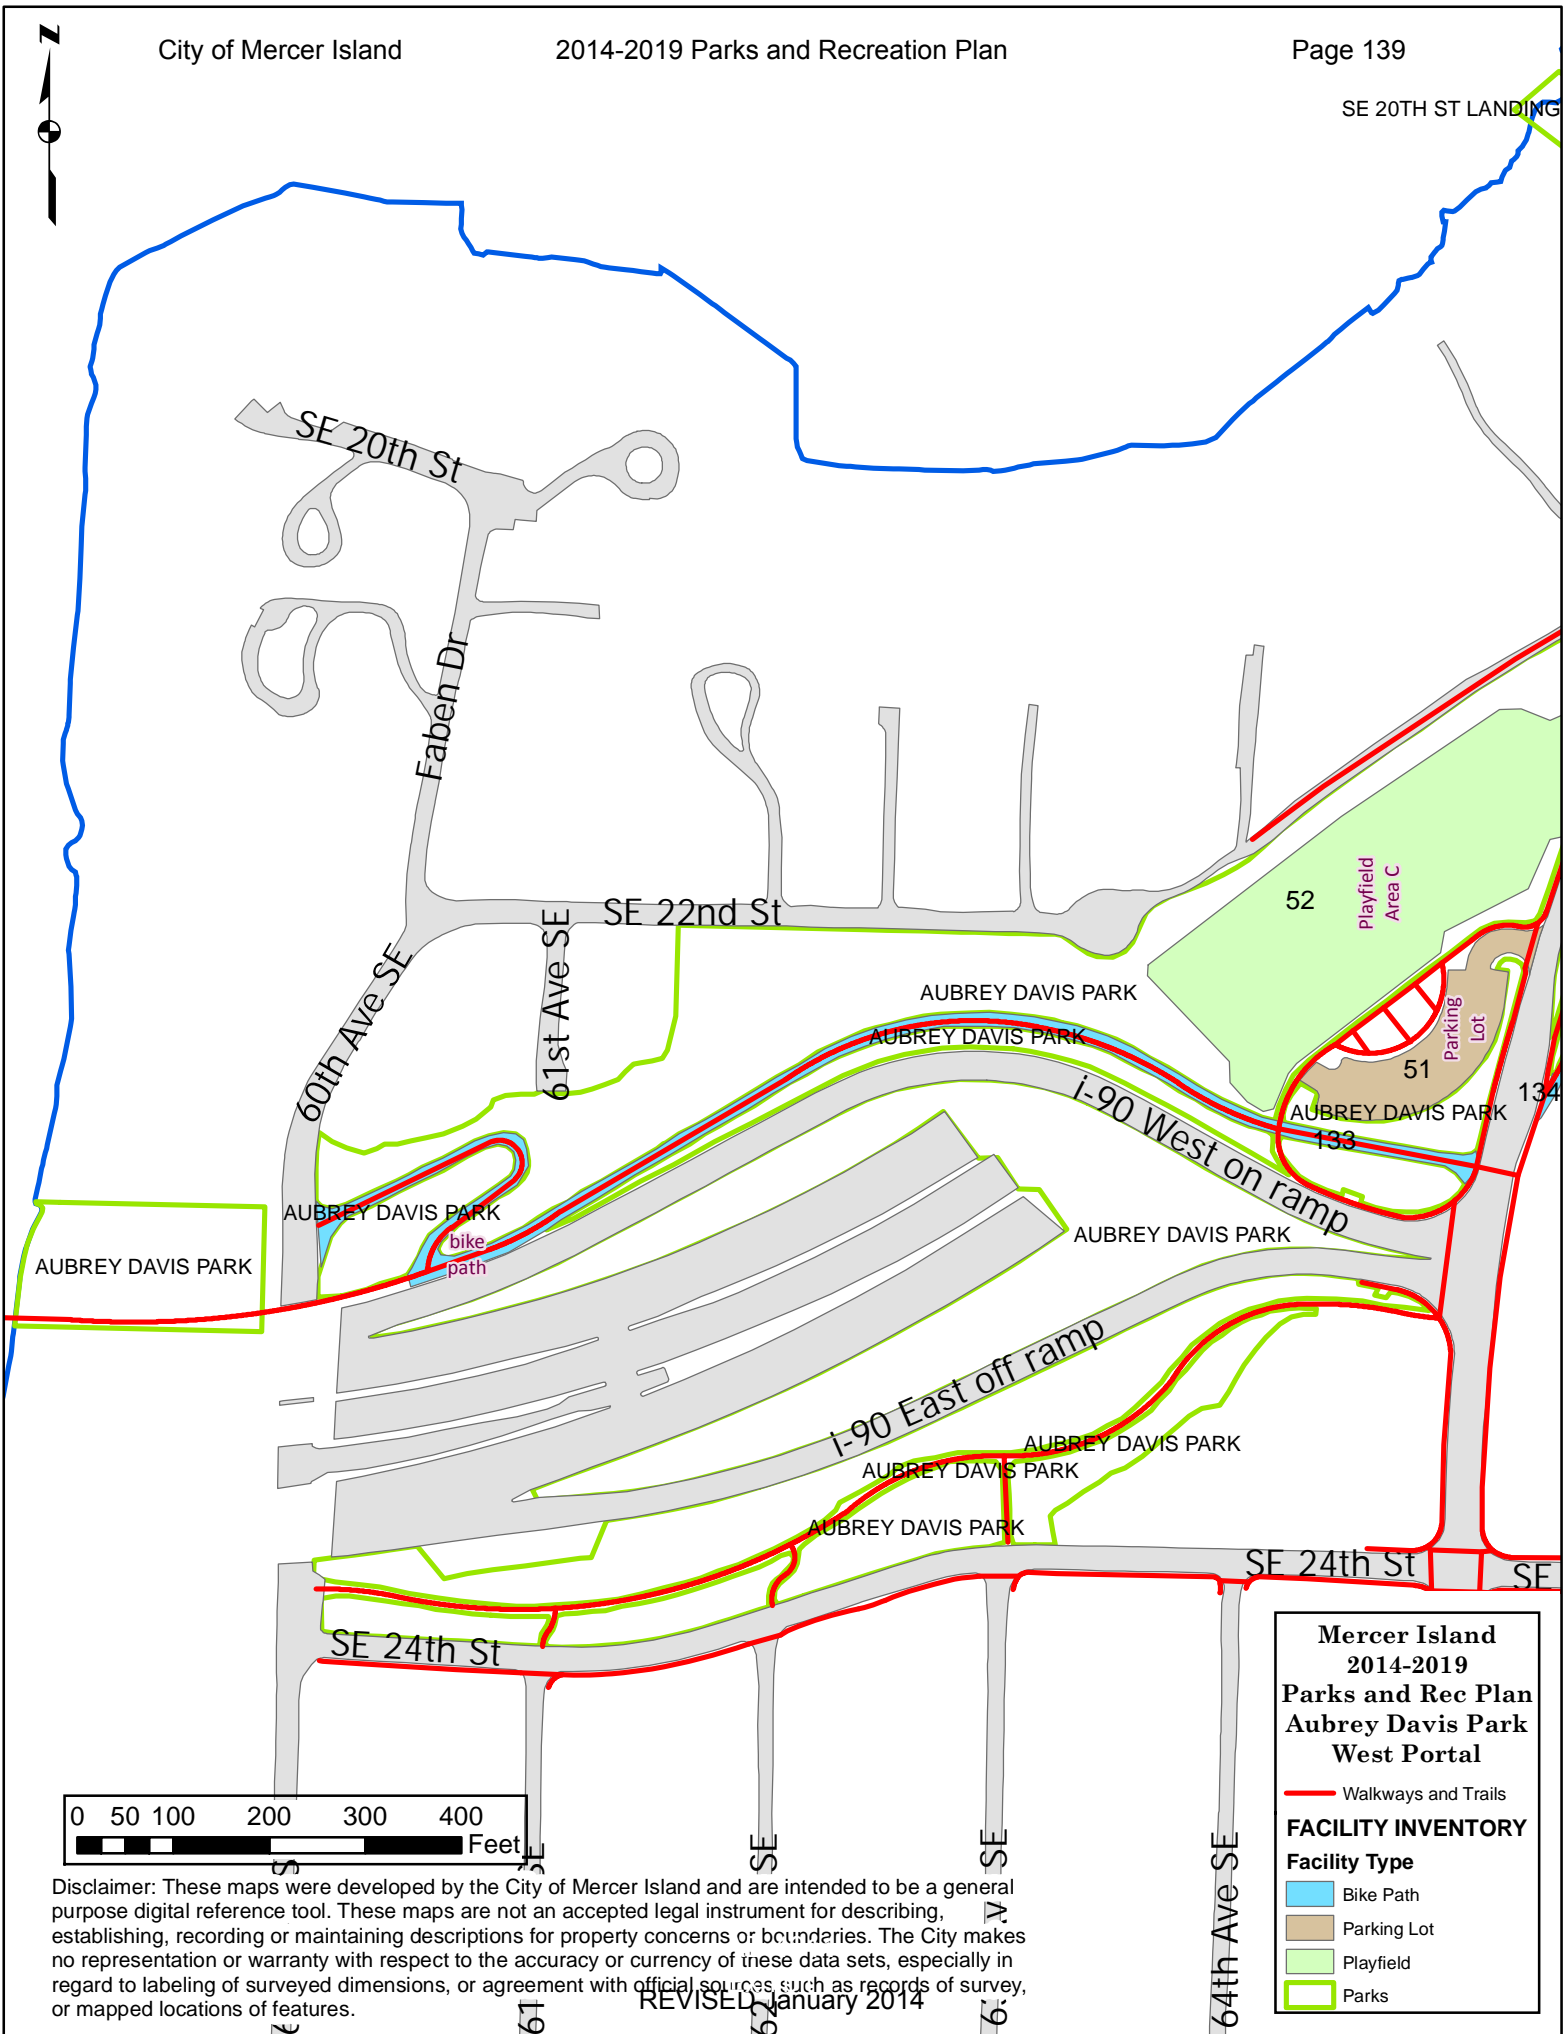 City of Mercer Island
2014-2019 Parks and Recreation Plan
Page 139
Z
SE 20TH ST LANDING
SE 20th St
Faben Dr
SE 22nd St
60th Ave SE
61st Ave SE
52
Playfield
Area C
AUBREY DAVIS PARK
AUBREY DAVIS PARK
Parking
Lot
51
134
i-90 West on ramp
AUBREY DAVIS PARK
133
AUBREY DAVIS PARK
bike
path
AUBREY DAVIS PARK
AUBREY DAVIS PARK
i-90 East off ramp
AUBREY DAVIS PARK
AUBREY DAVIS PARK
AUBREY DAVIS PARK
SE 24th St
SE
SE 24th St
Mercer Island
2014-2019
Parks and Rec Plan
Aubrey Davis Park
West Portal
Walkways and Trails
FACILITY INVENTORY
Facility Type
Bike Path
Parking Lot
Playfield
Parks
0 50 100 200 300 400
Feet
SE
SE
SE
61
62
64th Ave SE
Disclaimer: These maps were developed by the City of Mercer Island and are intended to be a general
purpose digital reference tool. These maps are not an accepted legal instrument for describing,
establishing, recording or maintaining descriptions for property concerns or boundaries. The City makes
no representation or warranty with respect to the accuracy or currency of these data sets, especially in
regard to labeling of surveyed dimensions, or agreement with official sources such as records of survey,
or mapped locations of features.
REVISED January 2014